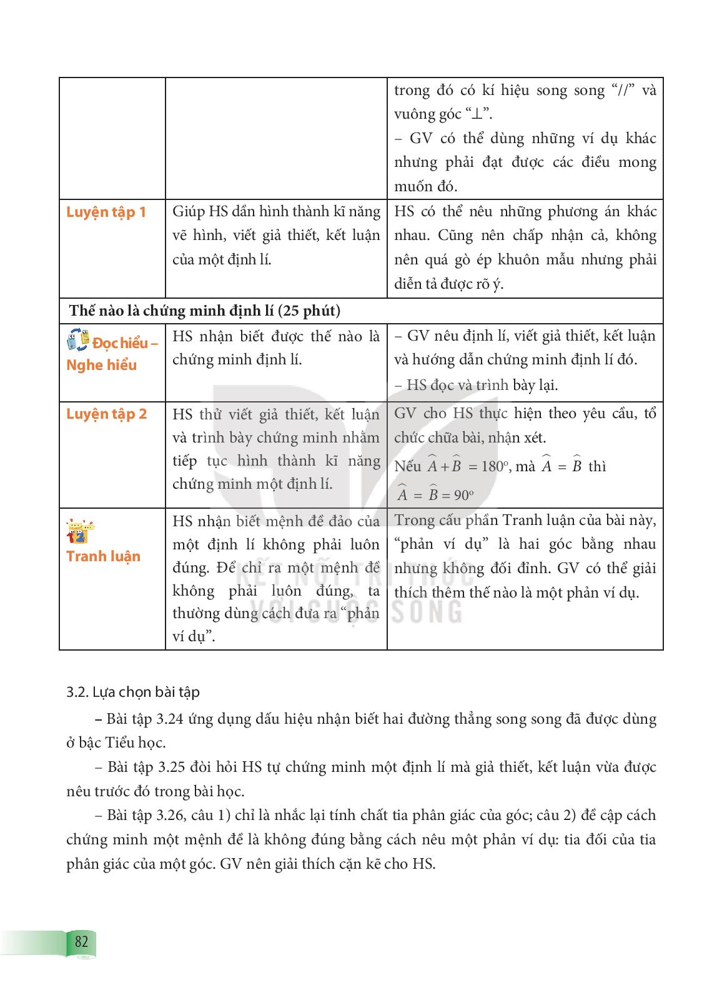 trong đó có kí hiệu song song “//” và
vuông góc “⊥”.
– GV có thể dùng những ví dụ khác
nhưng phải đạt được các điều mong
muốn đó.
Luyện tập 1
Giúp HS dần hình thành kĩ năng
vẽ hình, viết giả thiết, kết luận
của một định lí.
HS có thể nêu những phương án khác
nhau. Cũng nên chấp nhận cả, không
nên quá gò ép khuôn mẫu nhưng phải
diễn tả được rõ ý.
Thế nào là chứng minh định lí (25 phút)
Đọc hiểu –
Nghe hiểu
HS nhận biết được thế nào là
chứng minh định lí.
– GV nêu định lí, viết giả thiết, kết luận
và hướng dẫn chứng minh định lí đó.
– HS đọc và trình bày lại.
Luyện tập 2
HS thử viết giả thiết, kết luận
và trình bày chứng minh nhằm
tiếp tục hình thành kĩ năng
chứng minh một định lí.
GV cho HS thực hiện theo yêu cầu, tổ
chức chữa bài, nhận xét.
Nếu \widehat{A} + \widehat{B} = 180º, mà \widehat{A} = \widehat{B} thì
\widehat{A} = \widehat{B} = 90º
Tranh luận
HS nhận biết mệnh đề đảo của
một định lí không phải luôn
đúng. Để chỉ ra một mệnh đề
không phải luôn đúng, ta
thường dùng cách đưa ra “phản
ví dụ”.
Trong cấu phần Tranh luận của bài này,
“phản ví dụ” là hai góc bằng nhau
nhưng không đối đỉnh. GV có thể giải
thích thêm thế nào là một phản ví dụ.
KẾT NỐI TRI THỨC
VỚI CUỘC SỐNG
3.2. Lựa chọn bài tập
– Bài tập 3.24 ứng dụng dấu hiệu nhận biết hai đường thẳng song song đã được dùng
ở bậc Tiểu học.
– Bài tập 3.25 đòi hỏi HS tự chứng minh một định lí mà giả thiết, kết luận vừa được
nêu trước đó trong bài học.
– Bài tập 3.26, câu 1) chỉ là nhắc lại tính chất tia phân giác của góc; câu 2) đề cập cách
chứng minh một mệnh đề là không đúng bằng cách nêu một phản ví dụ: tia đối của tia
phân giác của một góc. GV nên giải thích cặn kẽ cho HS.
82